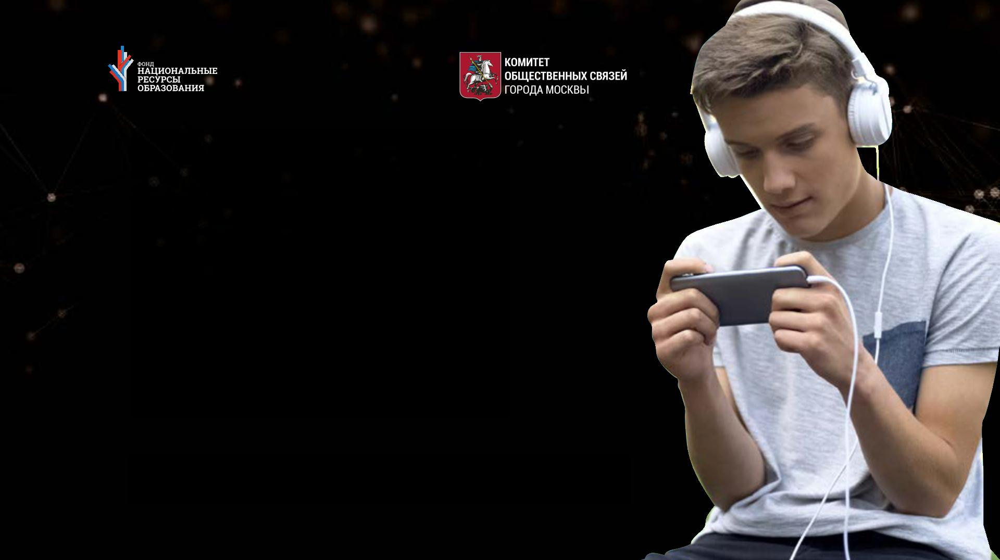 ФОНД
НАЦИОНАЛЬНЫЕ
РЕСУРСЫ
ОБРАЗОВАНИЯ
КОМИТЕТ
ОБЩЕСТВЕННЫХ СВЯЗЕЙ
ГОРОДА МОСКВЫ